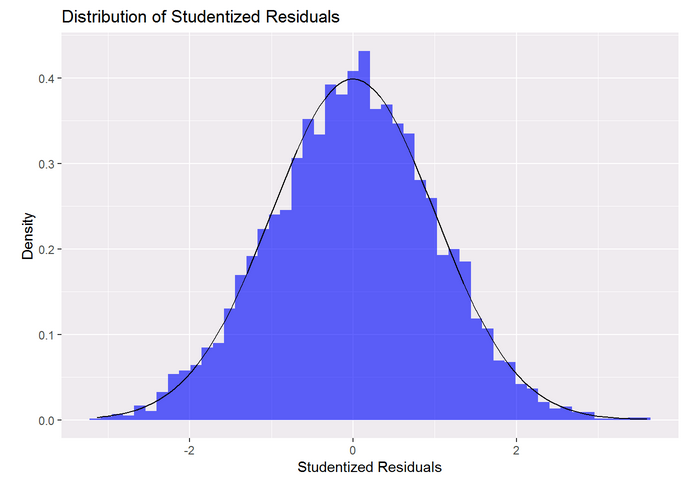 Distribution of Studentized Residuals
0.4
0.3
0.2
0.1
0.0
Density
-2
0
2
Studentized Residuals